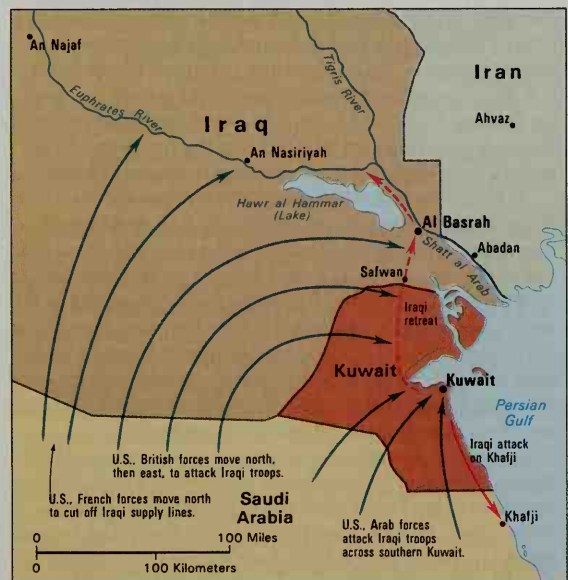 An Najaf
Euphrates River
Tigris River
Iran
Iraq
Ahvaz
An Nasiriyah
Hawr al Hammar
(Lake)
Al Basrah
Shatt al Arab
Abadan
Safwan
Iraqi
retreat
Kuwait
Kuwait
Persian
Gulf
Iraqi attack
on Khafji
U.S., British forces move north,
then east, to attack Iraqi troops.
U.S., French forces move north
to cut off Iraqi supply lines.
Saudi
Arabia
U.S., Arab forces
attack Iraqi troops
across southern Kuwait.
Khafji
0 100 Miles
0 100 Kilometers